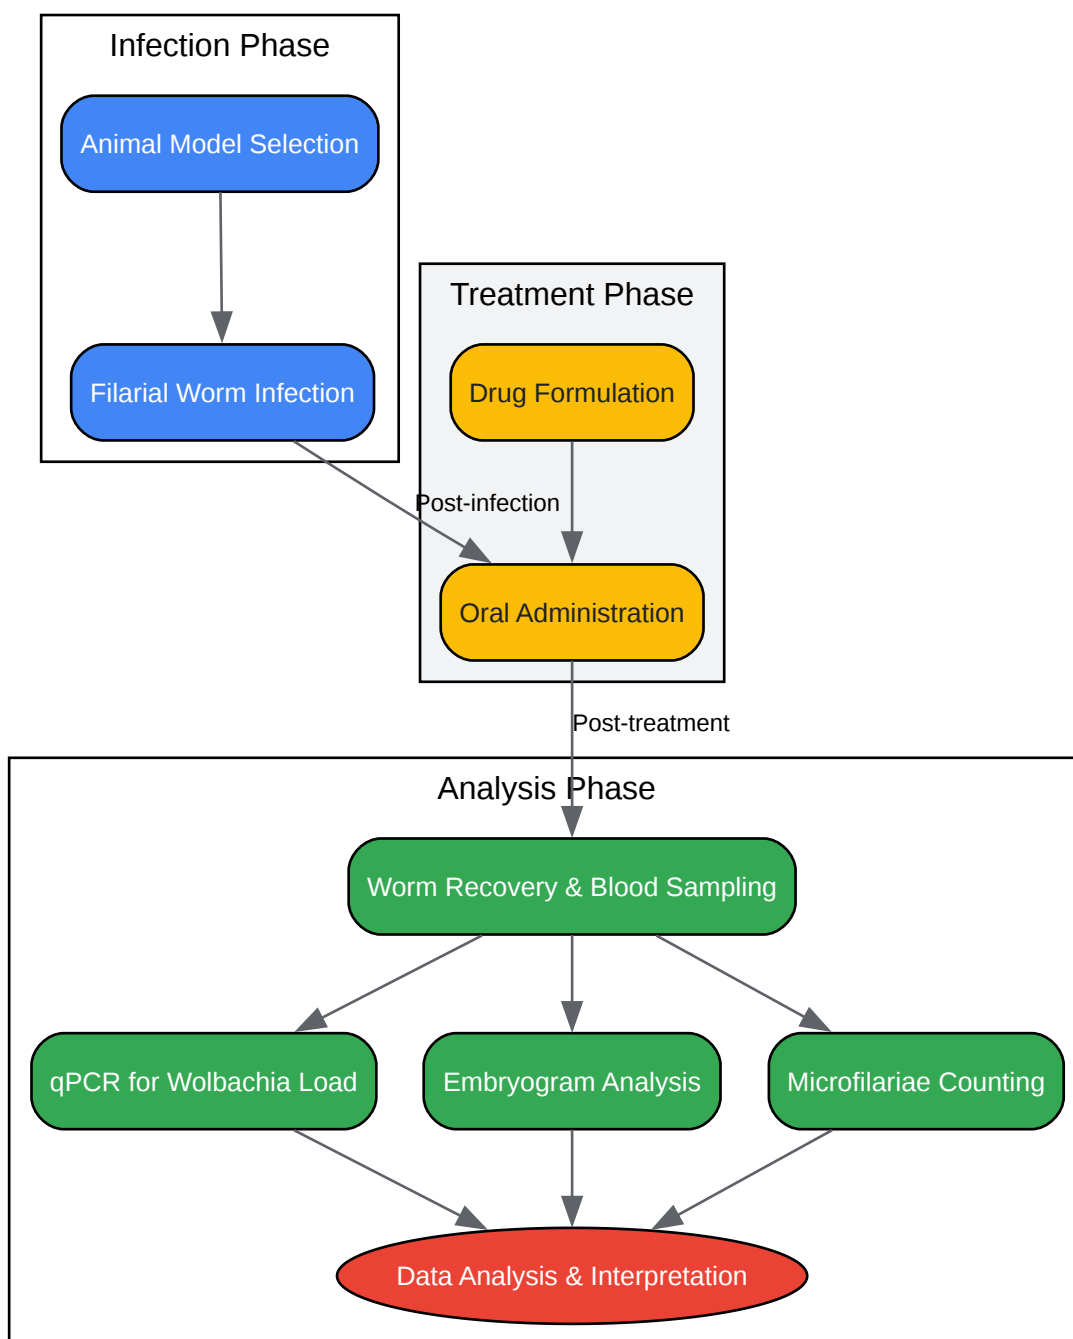 Infection Phase
Animal Model Selection
Filarial Worm Infection
Treatment Phase
Drug Formulation
Post-infection
Oral Administration
Post-treatment
Analysis Phase
Worm Recovery & Blood Sampling
qPCR for Wolbachia Load
Embryogram Analysis
Microfilariae Counting
Data Analysis & Interpretation